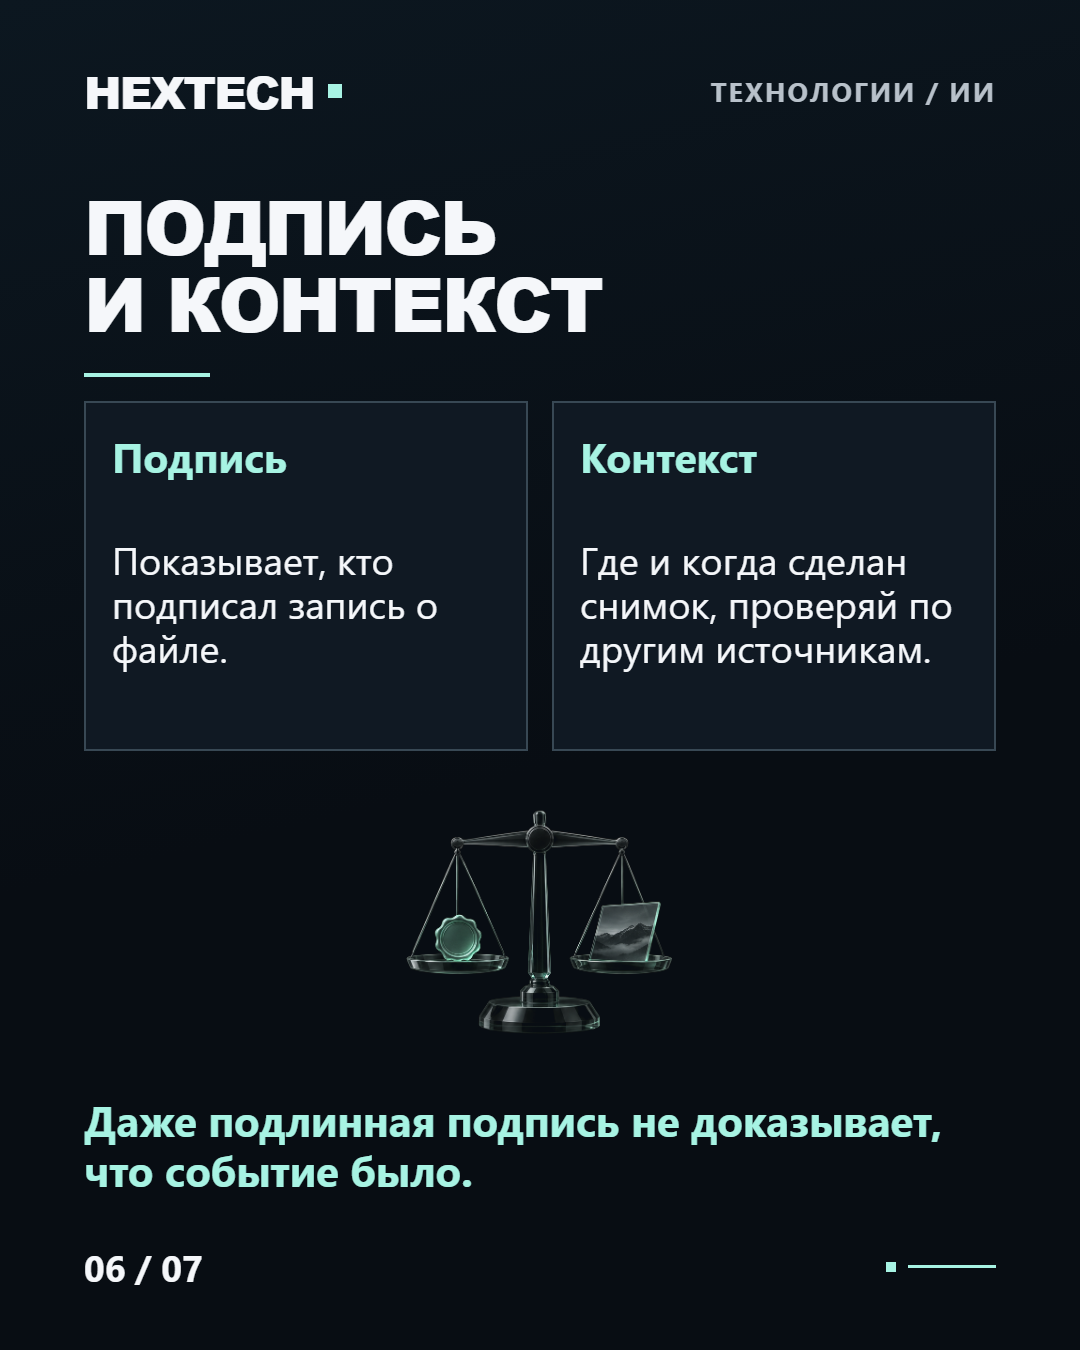 HEXTECH
ТЕХНОЛОГИИ / ИИ
ПОДПИСЬ
И КОНТЕКСТ
Подпись
Показывает, кто
подписал запись о
файле.
Контекст
Где и когда сделан
снимок, проверяй по
другим источникам.
Даже подлинная подпись не доказывает,
что событие было.
06 / 07